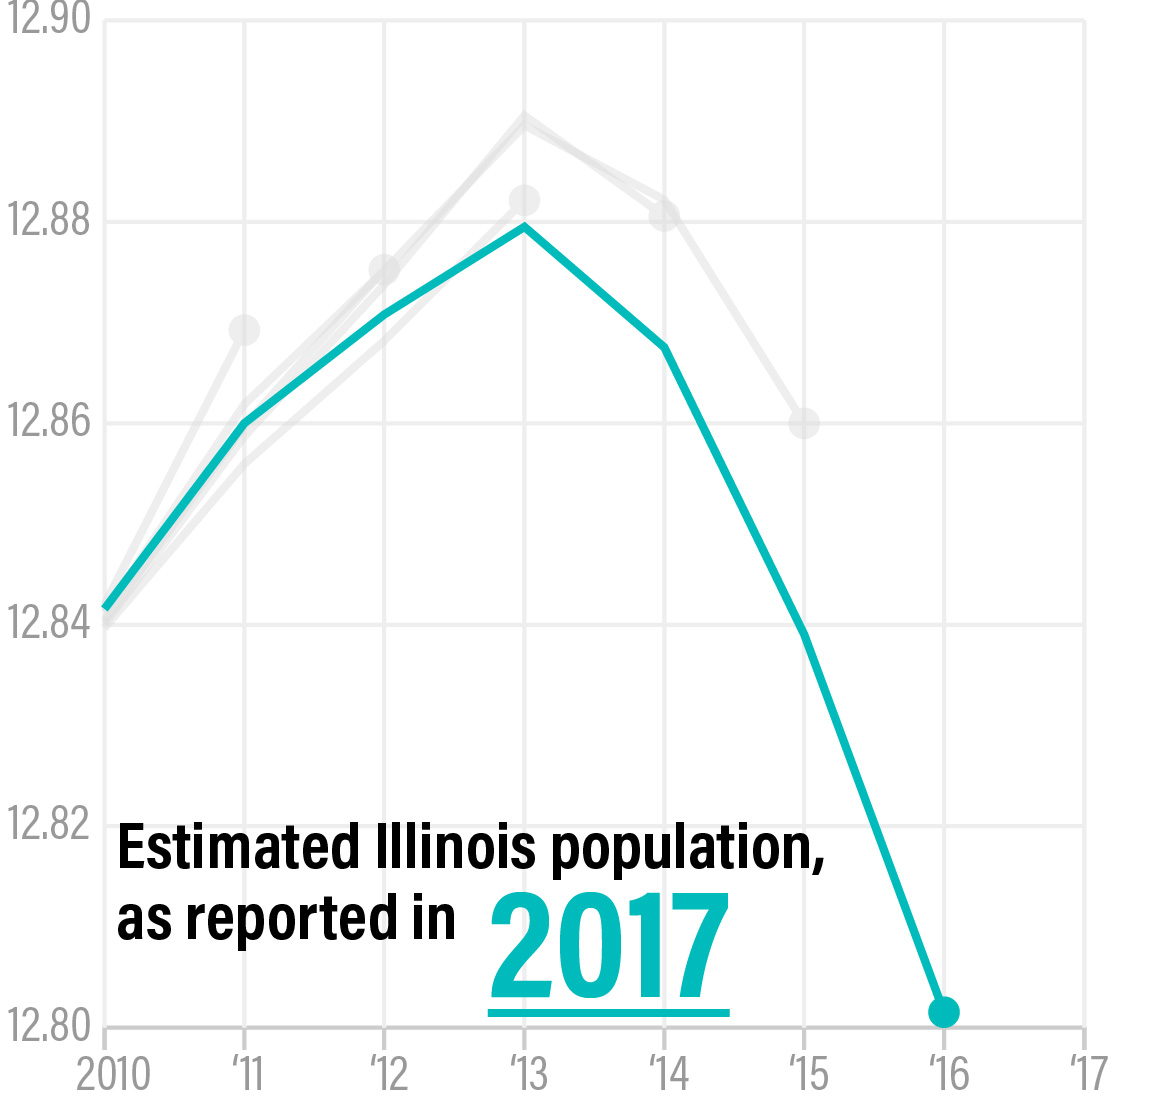 12.90
12.88
12.86
12.84
12.82
Estimated Illinois population,
as reported in 2017
12.80
2010 ‘11 ‘12 ‘13 ‘14 ‘15 ‘16 ‘17